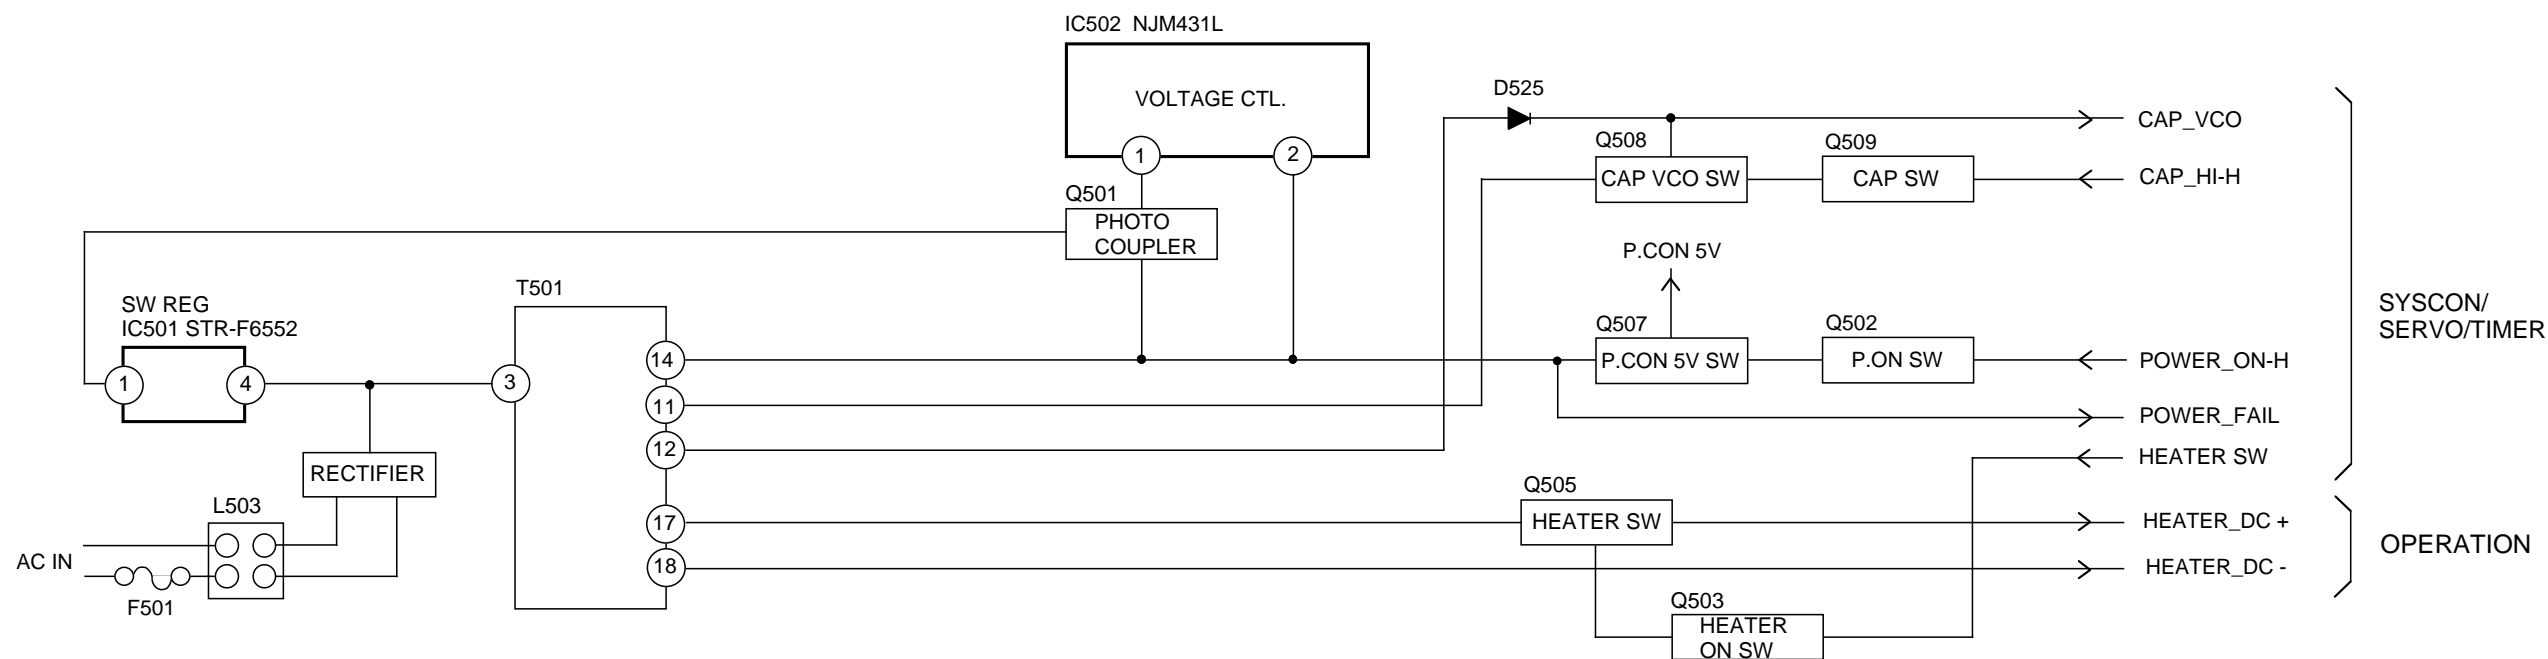 IC502 NJM431L
VOLTAGE CTL.
1
2
Q501
PHOTO
COUPLER
D525
CAP_VCO
Q508
CAP VCO SW
Q509
CAP SW
CAP_HI-H
P.CON 5V
Q507
P.CON 5V SW
Q502
P.ON SW
POWER_ON-H
POWER_FAIL
HEATER SW
SYSCON/
SERVO/TIMER
SW REG
IC501 STR-F6552
1
4
T501
3
14
11
12
17
18
RECTIFIER
L503
AC IN
F501
Q505
HEATER SW
HEATER_DC +
HEATER_DC -
OPERATION
Q503
HEATER
ON SW